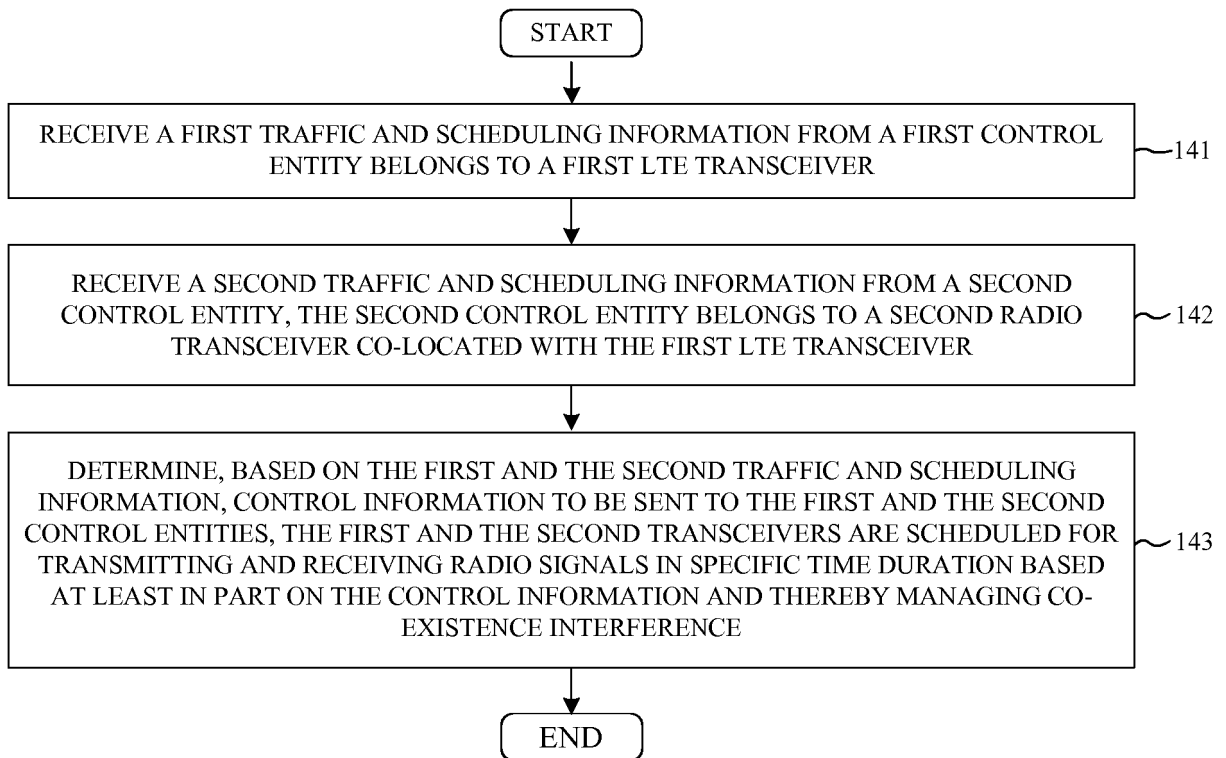 START
RECEIVE A FIRST TRAFFIC AND SCHEDULING INFORMATION FROM A FIRST CONTROL
ENTITY BELONGS TO A FIRST LTE TRANSCEIVER
141
RECEIVE A SECOND TRAFFIC AND SCHEDULING INFORMATION FROM A SECOND
CONTROL ENTITY, THE SECOND CONTROL ENTITY BELONGS TO A SECOND RADIO
TRANSCEIVER CO-LOCATED WITH THE FIRST LTE TRANSCEIVER
142
DETERMINE, BASED ON THE FIRST AND THE SECOND TRAFFIC AND SCHEDULING
INFORMATION, CONTROL INFORMATION TO BE SENT TO THE FIRST AND THE SECOND
CONTROL ENTITIES, THE FIRST AND THE SECOND TRANSCEIVERS ARE SCHEDULED FOR
TRANSMITTING AND RECEIVING RADIO SIGNALS IN SPECIFIC TIME DURATION BASED
AT LEAST IN PART ON THE CONTROL INFORMATION AND THEREBY MANAGING CO-
EXISTENCE INTERFERENCE
143
END